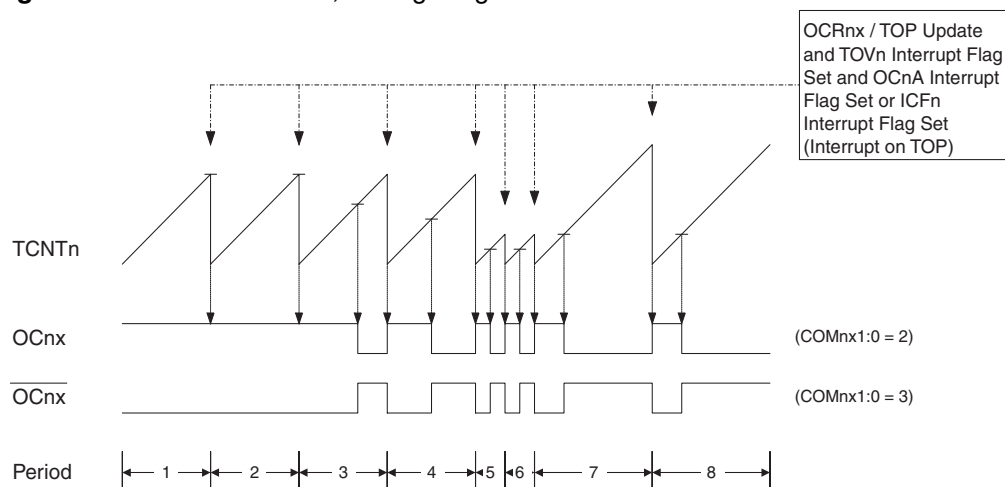 OCRnx / TOP Update
and TOVn Interrupt Flag
Set and OCnA Interrupt
Flag Set or ICFn
Interrupt Flag Set
(Interrupt on TOP)
TCNTn
OCnx
(COMnx1:0 = 2)
OCnx
(COMnx1:0 = 3)
Period 1 2 3 4 5 6 7 8